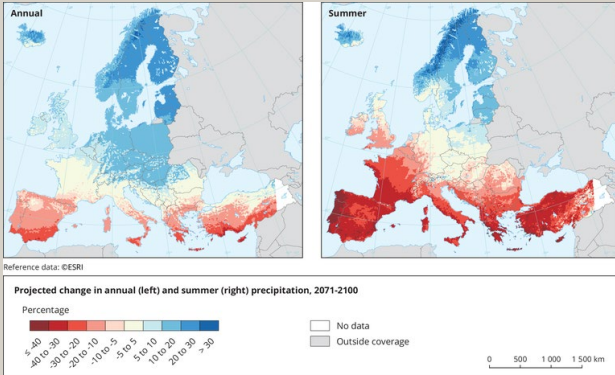 Annual
Summer
Reference data: ©ESRI
Projected change in annual (left) and summer (right) precipitation, 2071-2100
Percentage
≤ -40
-40 to -30
-30 to -20
-20 to -10
-10 to -5
-5 to 5
5 to 10
10 to 20
20 to 30
> 30
No data
Outside coverage
0 500 1 000 1 500 km